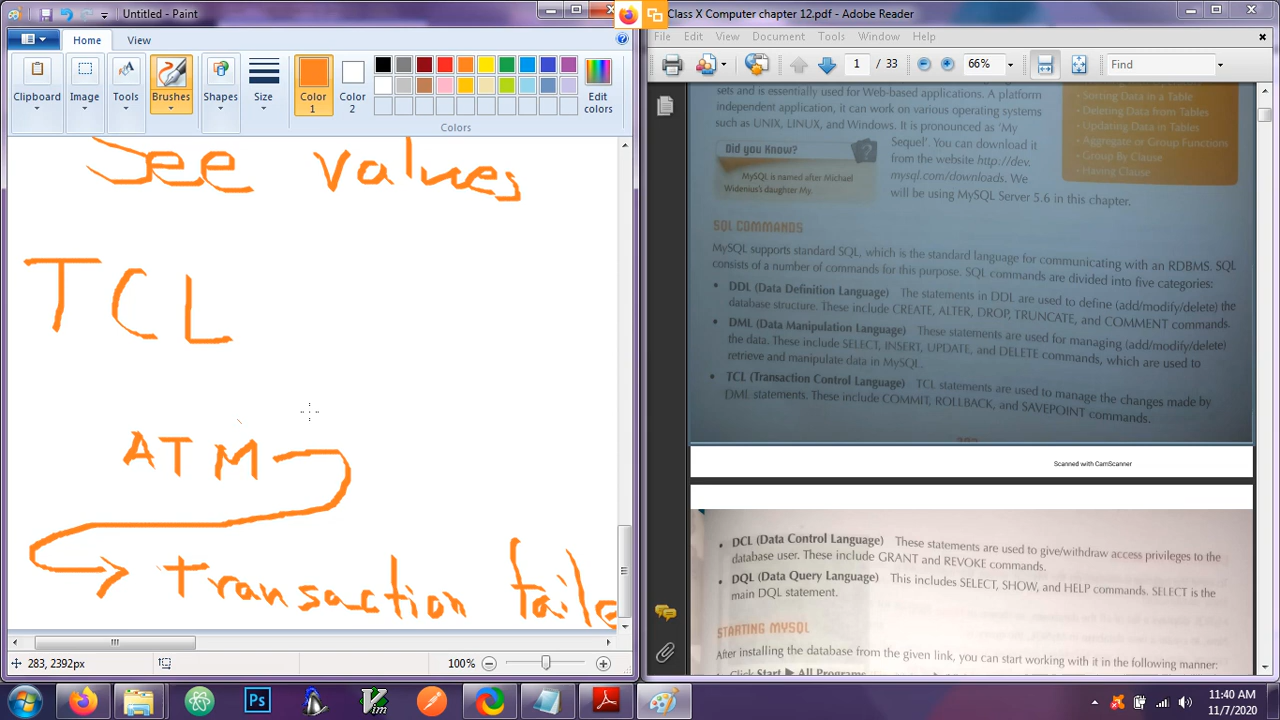 Untitled - Paint
Home
View
Clipboard
Image
Tools
Brushes
Shapes
Size
Color 1
Color 2
Edit colors
Colors
See values
TCL
ATM
transaction faile
283, 2392px
100%
Class X Computer chapter 12.pdf - Adobe Reader
File Edit View Document Tools Window Help
1 / 33
66%
Find
sets and is essentially used for Web-based applications. A platform
independent application, it can work on various operating systems
such as UNIX, LINUX, and Windows. It is pronounced as 'My
Sequel'. You can download it
from the website http://dev.
mysql.com/downloads. We
will be using MySQL Server 5.6 in this chapter.
Did you Know?
MySQL is named after Michael
Widenius's daughter My.
• Sorting Data in a Table
• Deleting Data from Tables
• Updating Data in Tables
• Aggregate or Group Functions
• Group By Clause
• Having Clause
SQL COMMANDS
MySQL supports standard SQL, which is the standard language for communicating with an RDBMS. SQL
consists of a number of commands for this purpose. SQL commands are divided into five categories:
• DDL (Data Definition Language) The statements in DDL are used to define (add/modify/delete) the
database structure. These include CREATE, ALTER, DROP, TRUNCATE, and COMMENT commands.
• DML (Data Manipulation Language) These statements are used for managing (add/modify/delete)
the data. These include SELECT, INSERT, UPDATE, and DELETE commands, which are used to
retrieve and manipulate data in MySQL.
• TCL (Transaction Control Language) TCL statements are used to manage the changes made by
DML statements. These include COMMIT, ROLLBACK, and SAVEPOINT commands.
Scanned with CamScanner
• DCL (Data Control Language) These statements are used to give/withdraw access privileges to the
database user. These include GRANT and REVOKE commands.
• DQL (Data Query Language) This includes SELECT, SHOW, and HELP commands. SELECT is the
main DQL statement.
STARTING MYSQL
After installing the database from the given link, you can start working with it in the following manner:
• Click Start ▶ All Programs
Ps
11:40 AM
11/7/2020